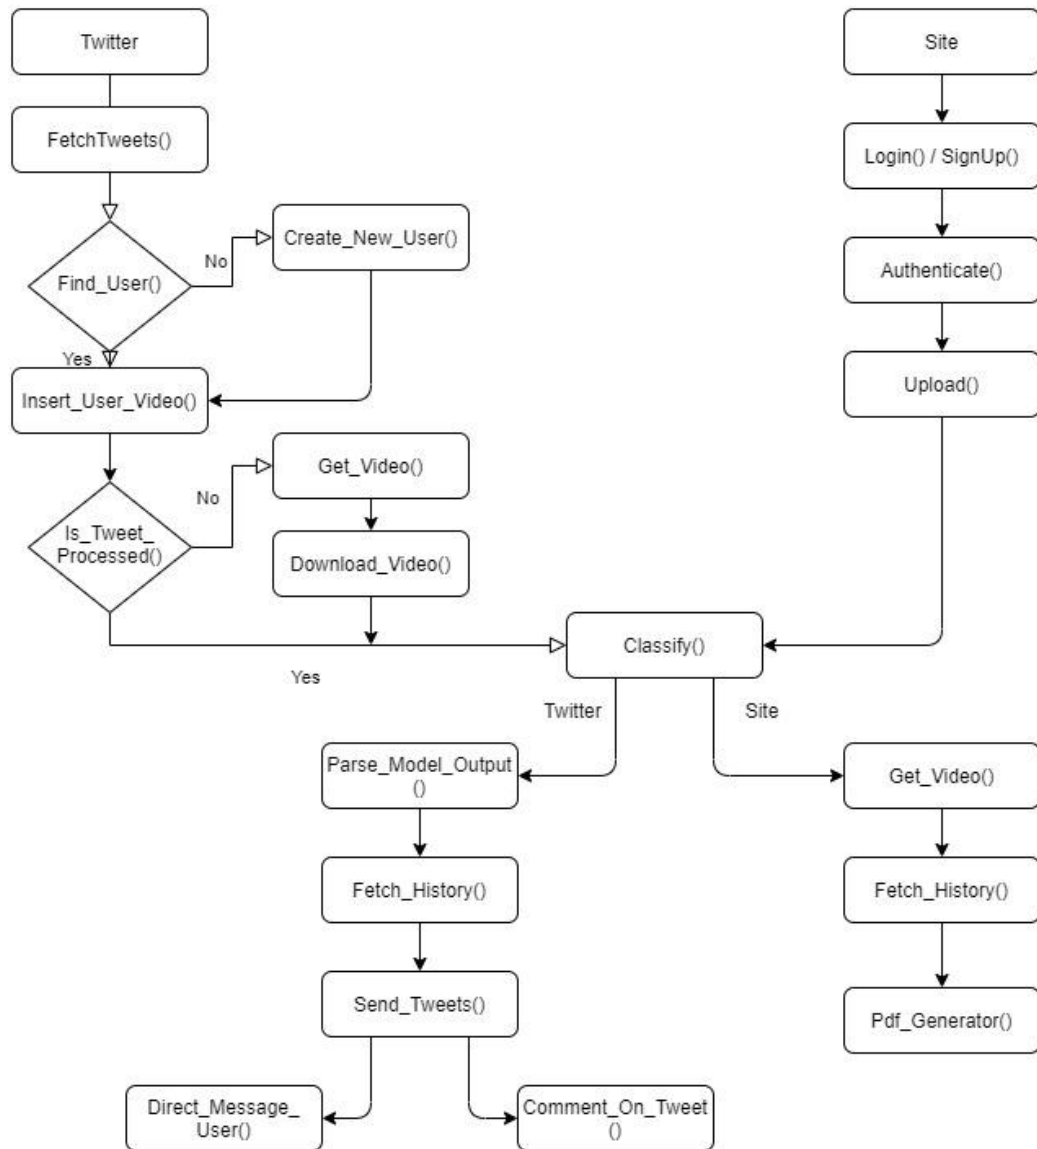 Twitter
Site
FetchTweets()
Login() / SignUp()
Find_User()
No
Create_New_User()
Authenticate()
Yes
Insert_User_Video()
Upload()
Is_Tweet_
Processed()
No
Get_Video()
Download_Video()
Yes
Classify()
Twitter
Site
Parse_Model_Output
()
Get_Video()
Fetch_History()
Fetch_History()
Send_Tweets()
Pdf_Generator()
Direct_Message_
User()
Comment_On_Tweet
()